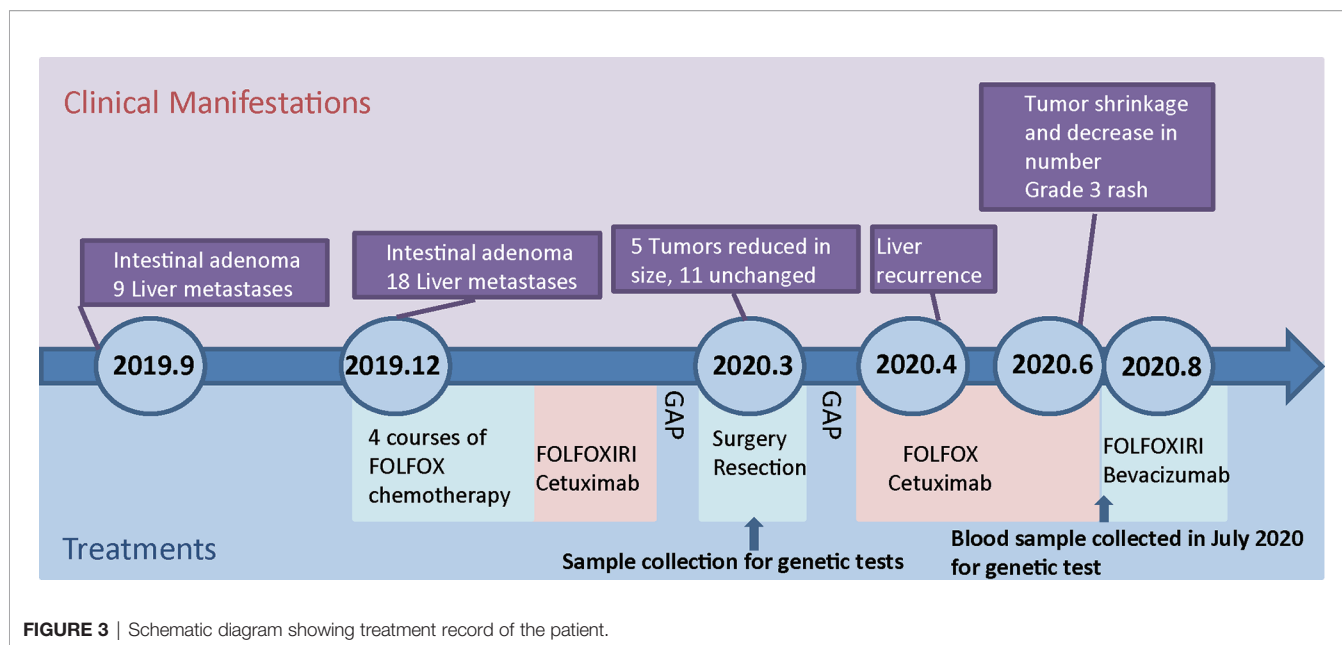 Clinical Manifestations
Intestinal adenoma
9 Liver metastases
Intestinal adenoma
18 Liver metastases
5 Tumors reduced in
size, 11 unchanged
Liver
recurrence
Tumor shrinkage
and decrease in
number
Grade 3 rash
2019.9
2019.12
2020.3
2020.4
2020.6
2020.8
4 courses of
FOLFOX
chemotherapy
FOLFOXIRI
Cetuximab
GAP
Surgery
Resection
GAP
FOLFOX
Cetuximab
FOLFOXIRI
Bevacizumab
Treatments
Sample collection for genetic tests
Blood sample collected in July 2020
for genetic test
FIGURE 3 | Schematic diagram showing treatment record of the patient.